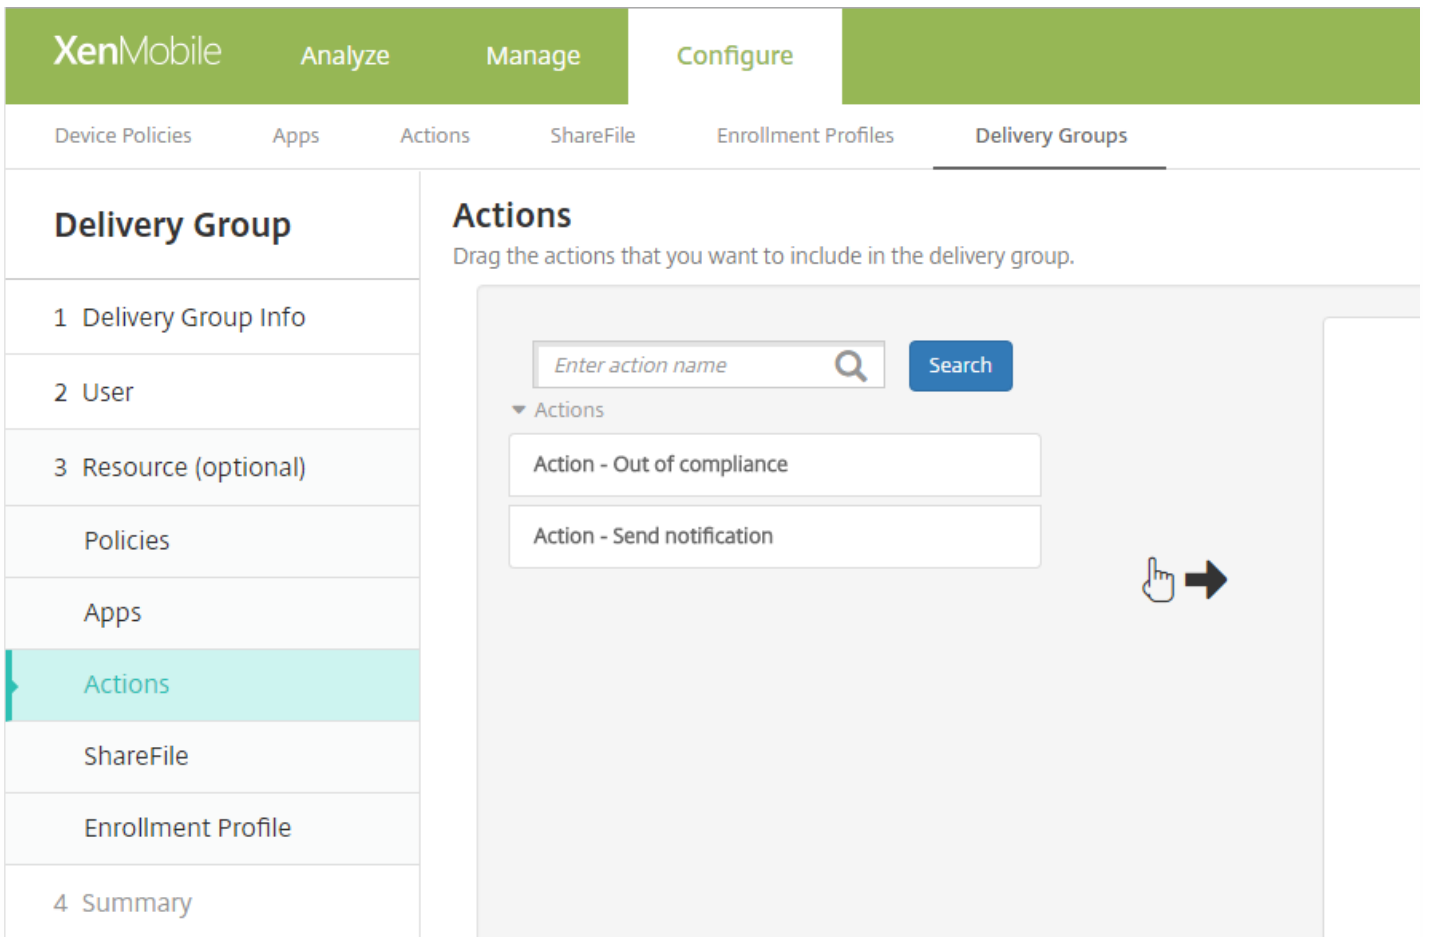 XenMobile Analyze Manage Configure
Device Policies Apps Actions ShareFile Enrollment Profiles Delivery Groups
Delivery Group
1 Delivery Group Info
2 User
3 Resource (optional)
Policies
Apps
Actions
ShareFile
Enrollment Profile
4 Summary
Actions
Drag the actions that you want to include in the delivery group.
Enter action name Search
Actions
Action - Out of compliance
Action - Send notification